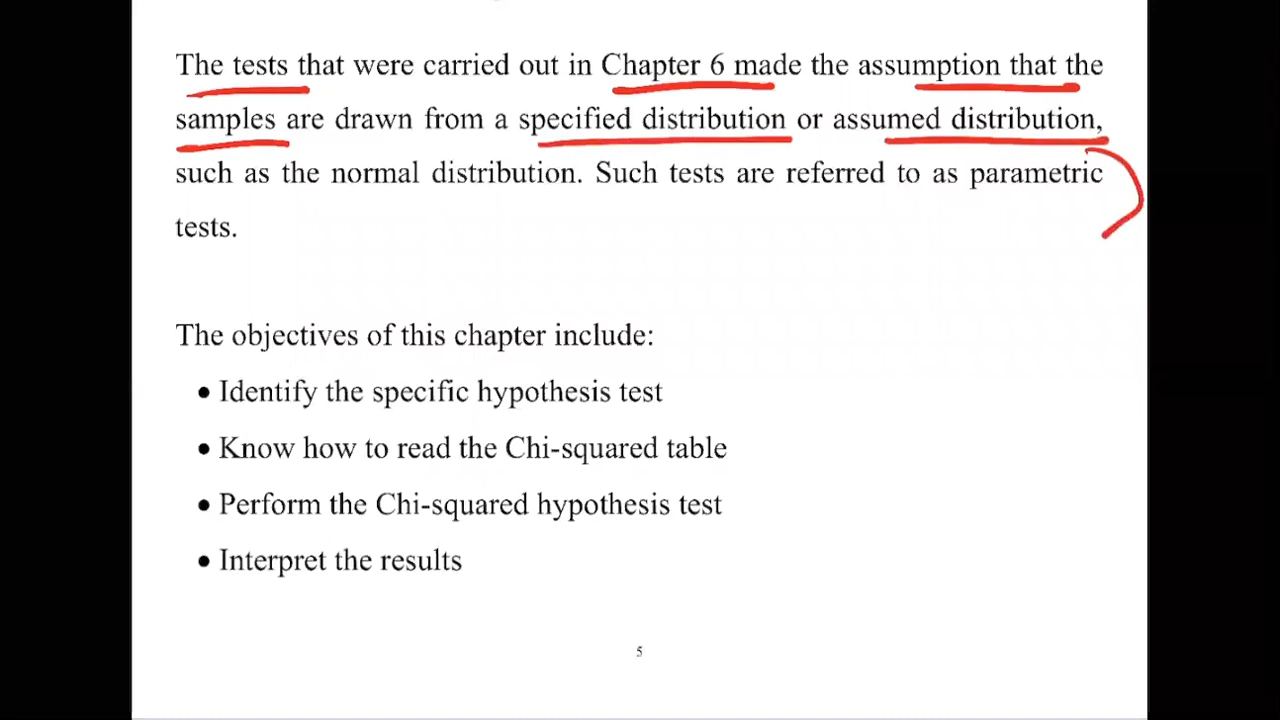 The tests that were carried out in Chapter 6 made the assumption that the
samples are drawn from a specified distribution or assumed distribution,
such as the normal distribution. Such tests are referred to as parametric
tests.
The objectives of this chapter include:
• Identify the specific hypothesis test
• Know how to read the Chi-squared table
• Perform the Chi-squared hypothesis test
• Interpret the results
5